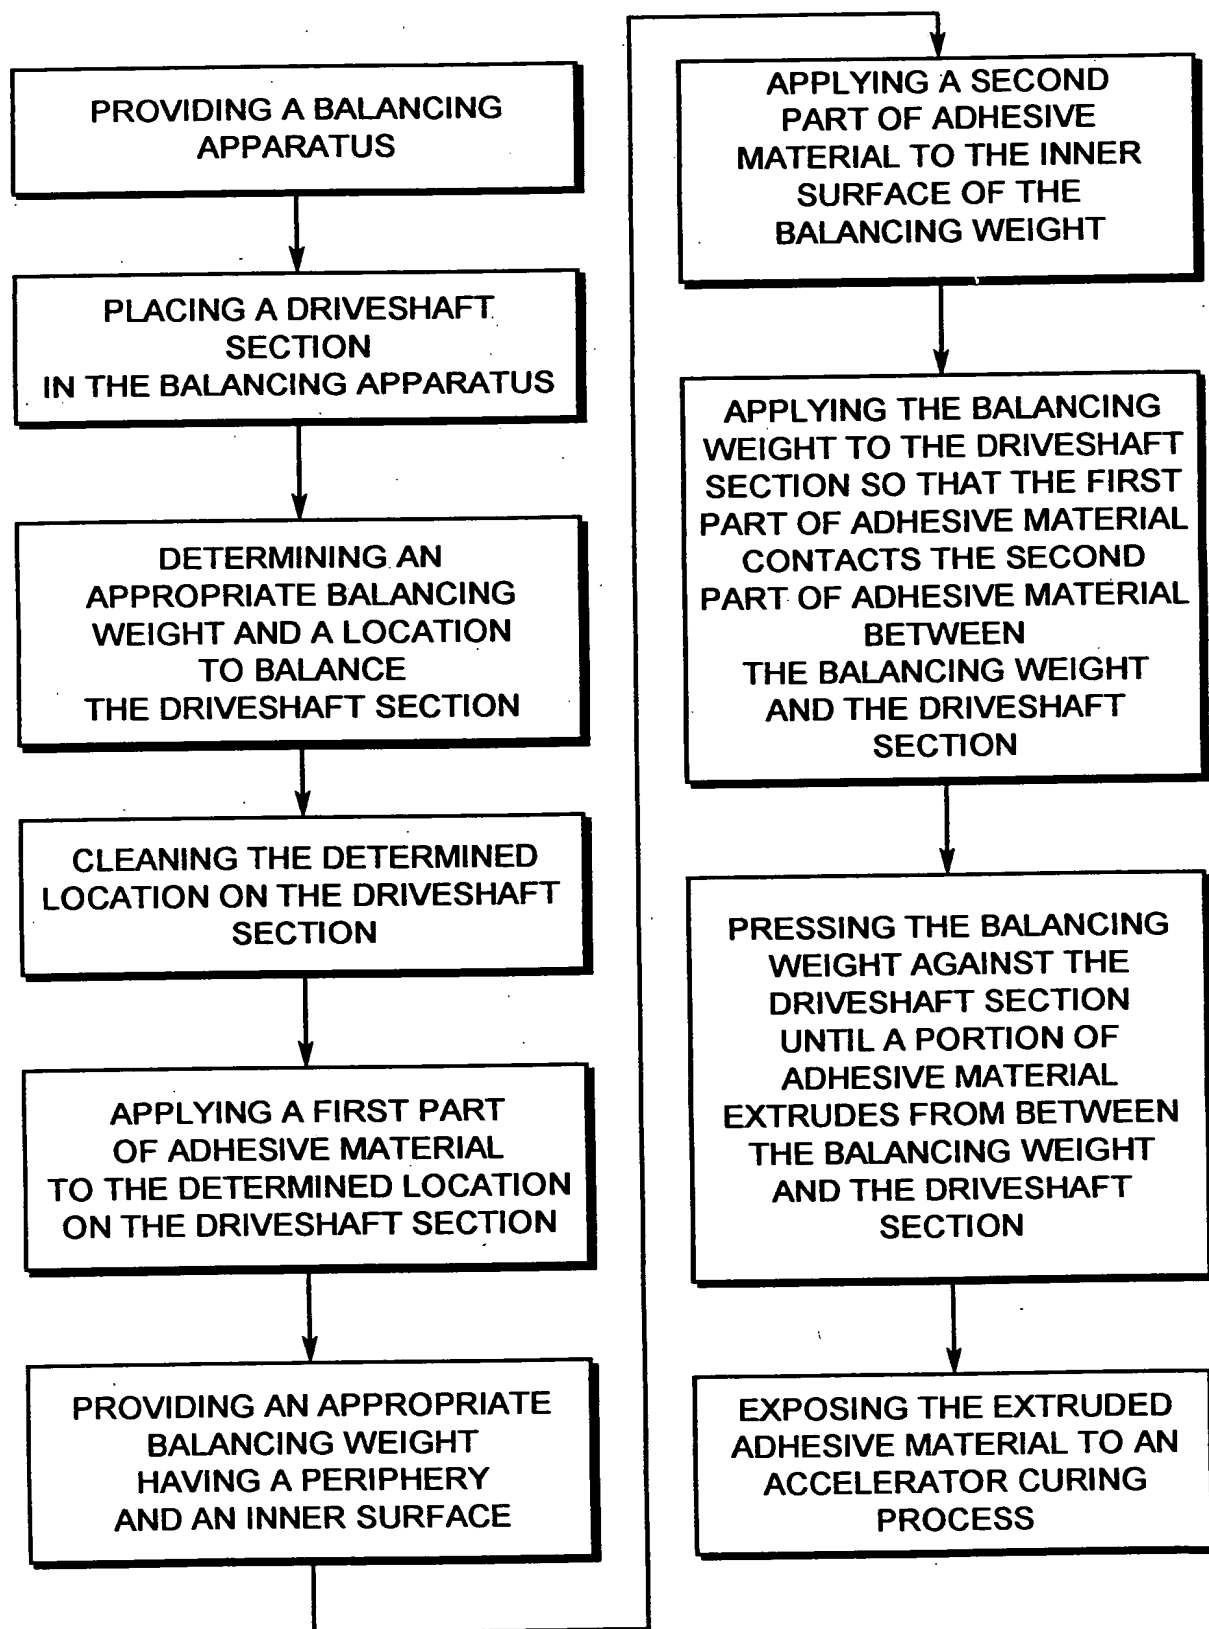 PROVIDING A BALANCING
APPARATUS
PLACING A DRIVESHAFT
SECTION
IN THE BALANCING APPARATUS
DETERMINING AN
APPROPRIATE BALANCING
WEIGHT AND A LOCATION
TO BALANCE
THE DRIVESHAFT SECTION
CLEANING THE DETERMINED
LOCATION ON THE DRIVESHAFT
SECTION
APPLYING A FIRST PART
OF ADHESIVE MATERIAL
TO THE DETERMINED LOCATION
ON THE DRIVESHAFT SECTION
PROVIDING AN APPROPRIATE
BALANCING WEIGHT
HAVING A PERIPHERY
AND AN INNER SURFACE
APPLYING A SECOND
PART OF ADHESIVE
MATERIAL TO THE INNER
SURFACE OF THE
BALANCING WEIGHT
APPLYING THE BALANCING
WEIGHT TO THE DRIVESHAFT
SECTION SO THAT THE FIRST
PART OF ADHESIVE MATERIAL
CONTACTS THE SECOND
PART OF ADHESIVE MATERIAL
BETWEEN
THE BALANCING WEIGHT
AND THE DRIVESHAFT
SECTION
PRESSING THE BALANCING
WEIGHT AGAINST THE
DRIVESHAFT SECTION
UNTIL A PORTION OF
ADHESIVE MATERIAL
EXTRUDES FROM BETWEEN
THE BALANCING WEIGHT
AND THE DRIVESHAFT
SECTION
EXPOSING THE EXTRUDED
ADHESIVE MATERIAL TO AN
ACCELERATOR CURING
PROCESS